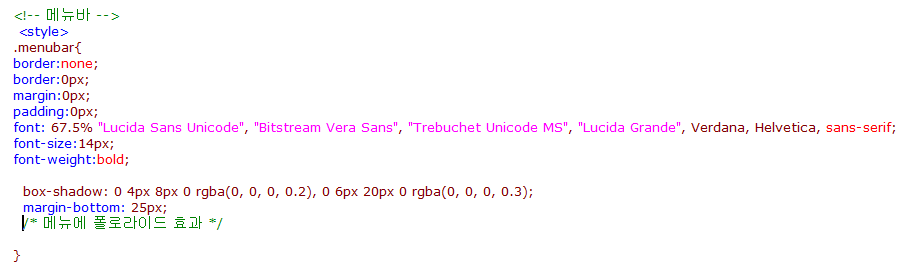 <!-- 메뉴바 -->
<style>
.menubar{
border:none;
border:0px;
margin:0px;
padding:0px;
font: 67.5% "Lucida Sans Unicode", "Bitstream Vera Sans", "Trebuchet Unicode MS", "Lucida Grande", Verdana, Helvetica, sans-serif;
font-size:14px;
font-weight:bold;
box-shadow: 0 4px 8px 0 rgba(0, 0, 0, 0.2), 0 6px 20px 0 rgba(0, 0, 0, 0.3);
margin-bottom: 25px;
/* 메뉴에 폴로라이드 효과 */
}